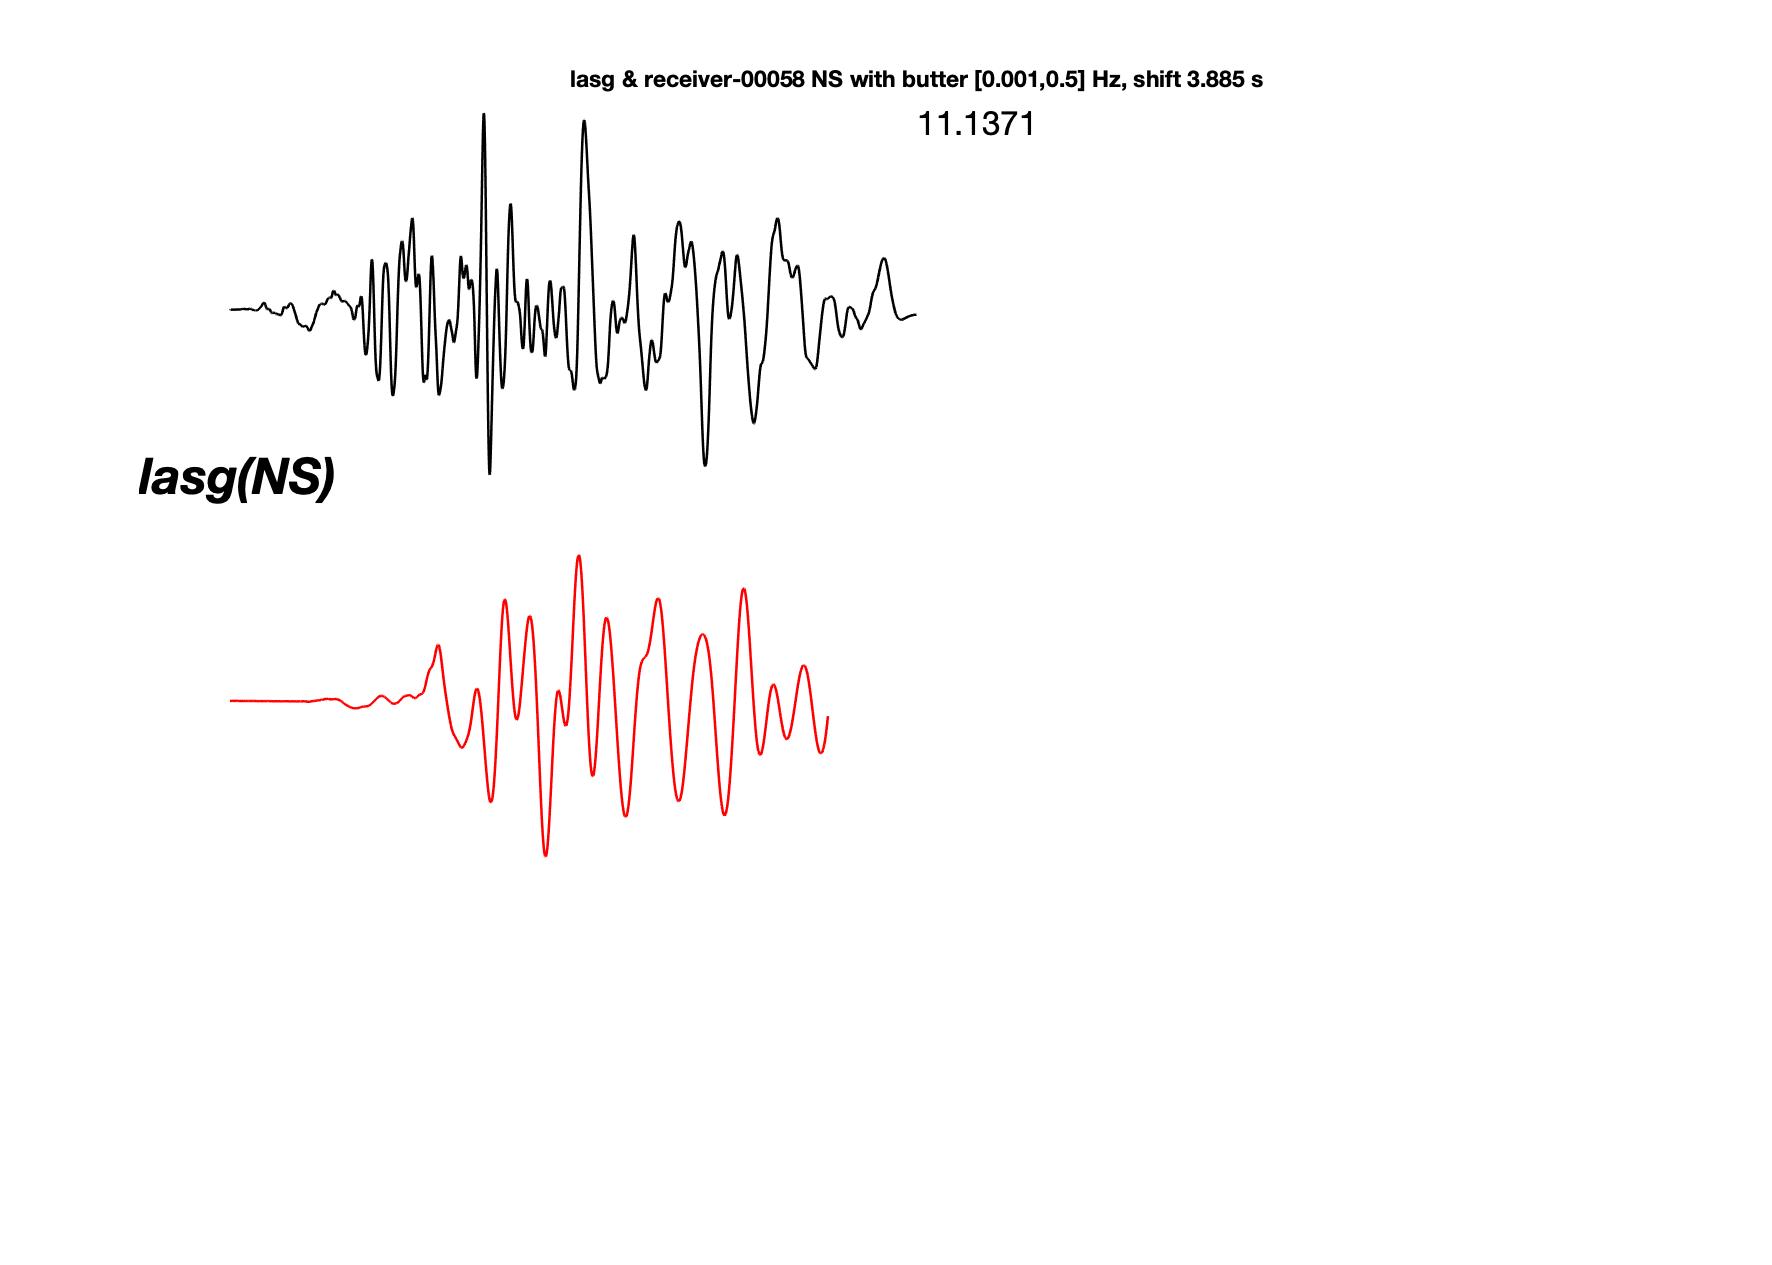 lasg & receiver-00058 NS with butter [0.001,0.5] Hz, shift 3.885 s
11.1371
lasg(NS)